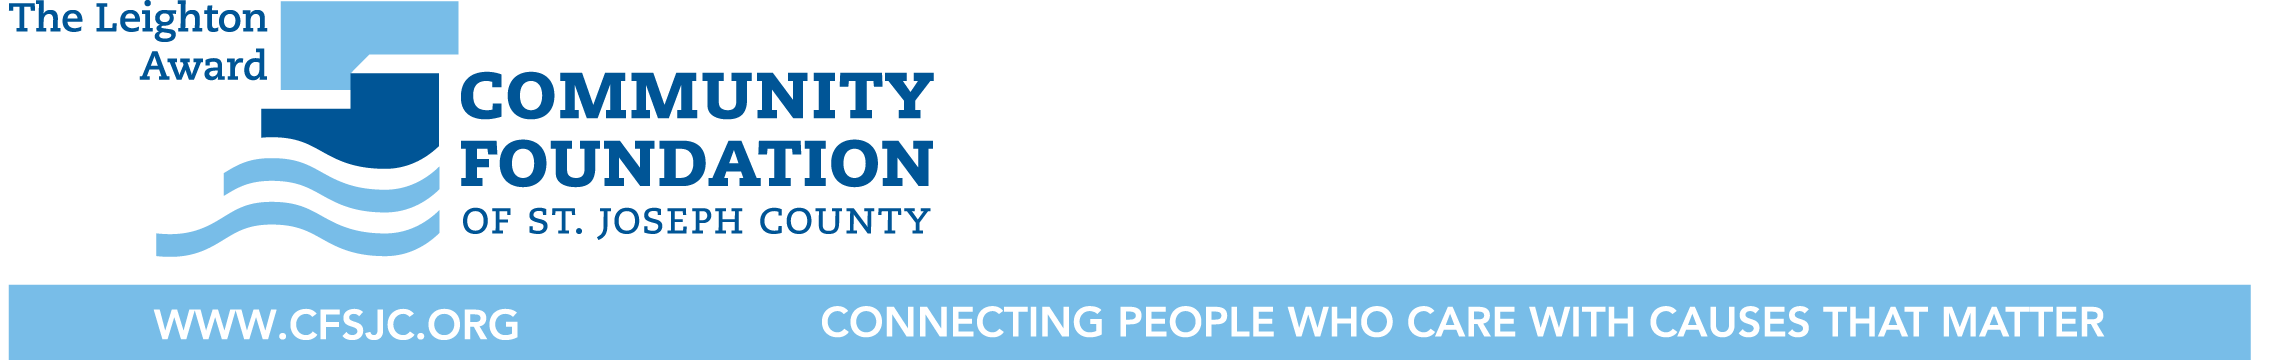 The Leighton
Award
COMMUNITY
FOUNDATION
OF ST. JOSEPH COUNTY
WWW.CFSJC.ORG
CONNECTING PEOPLE WHO CARE WITH CAUSES THAT MATTER